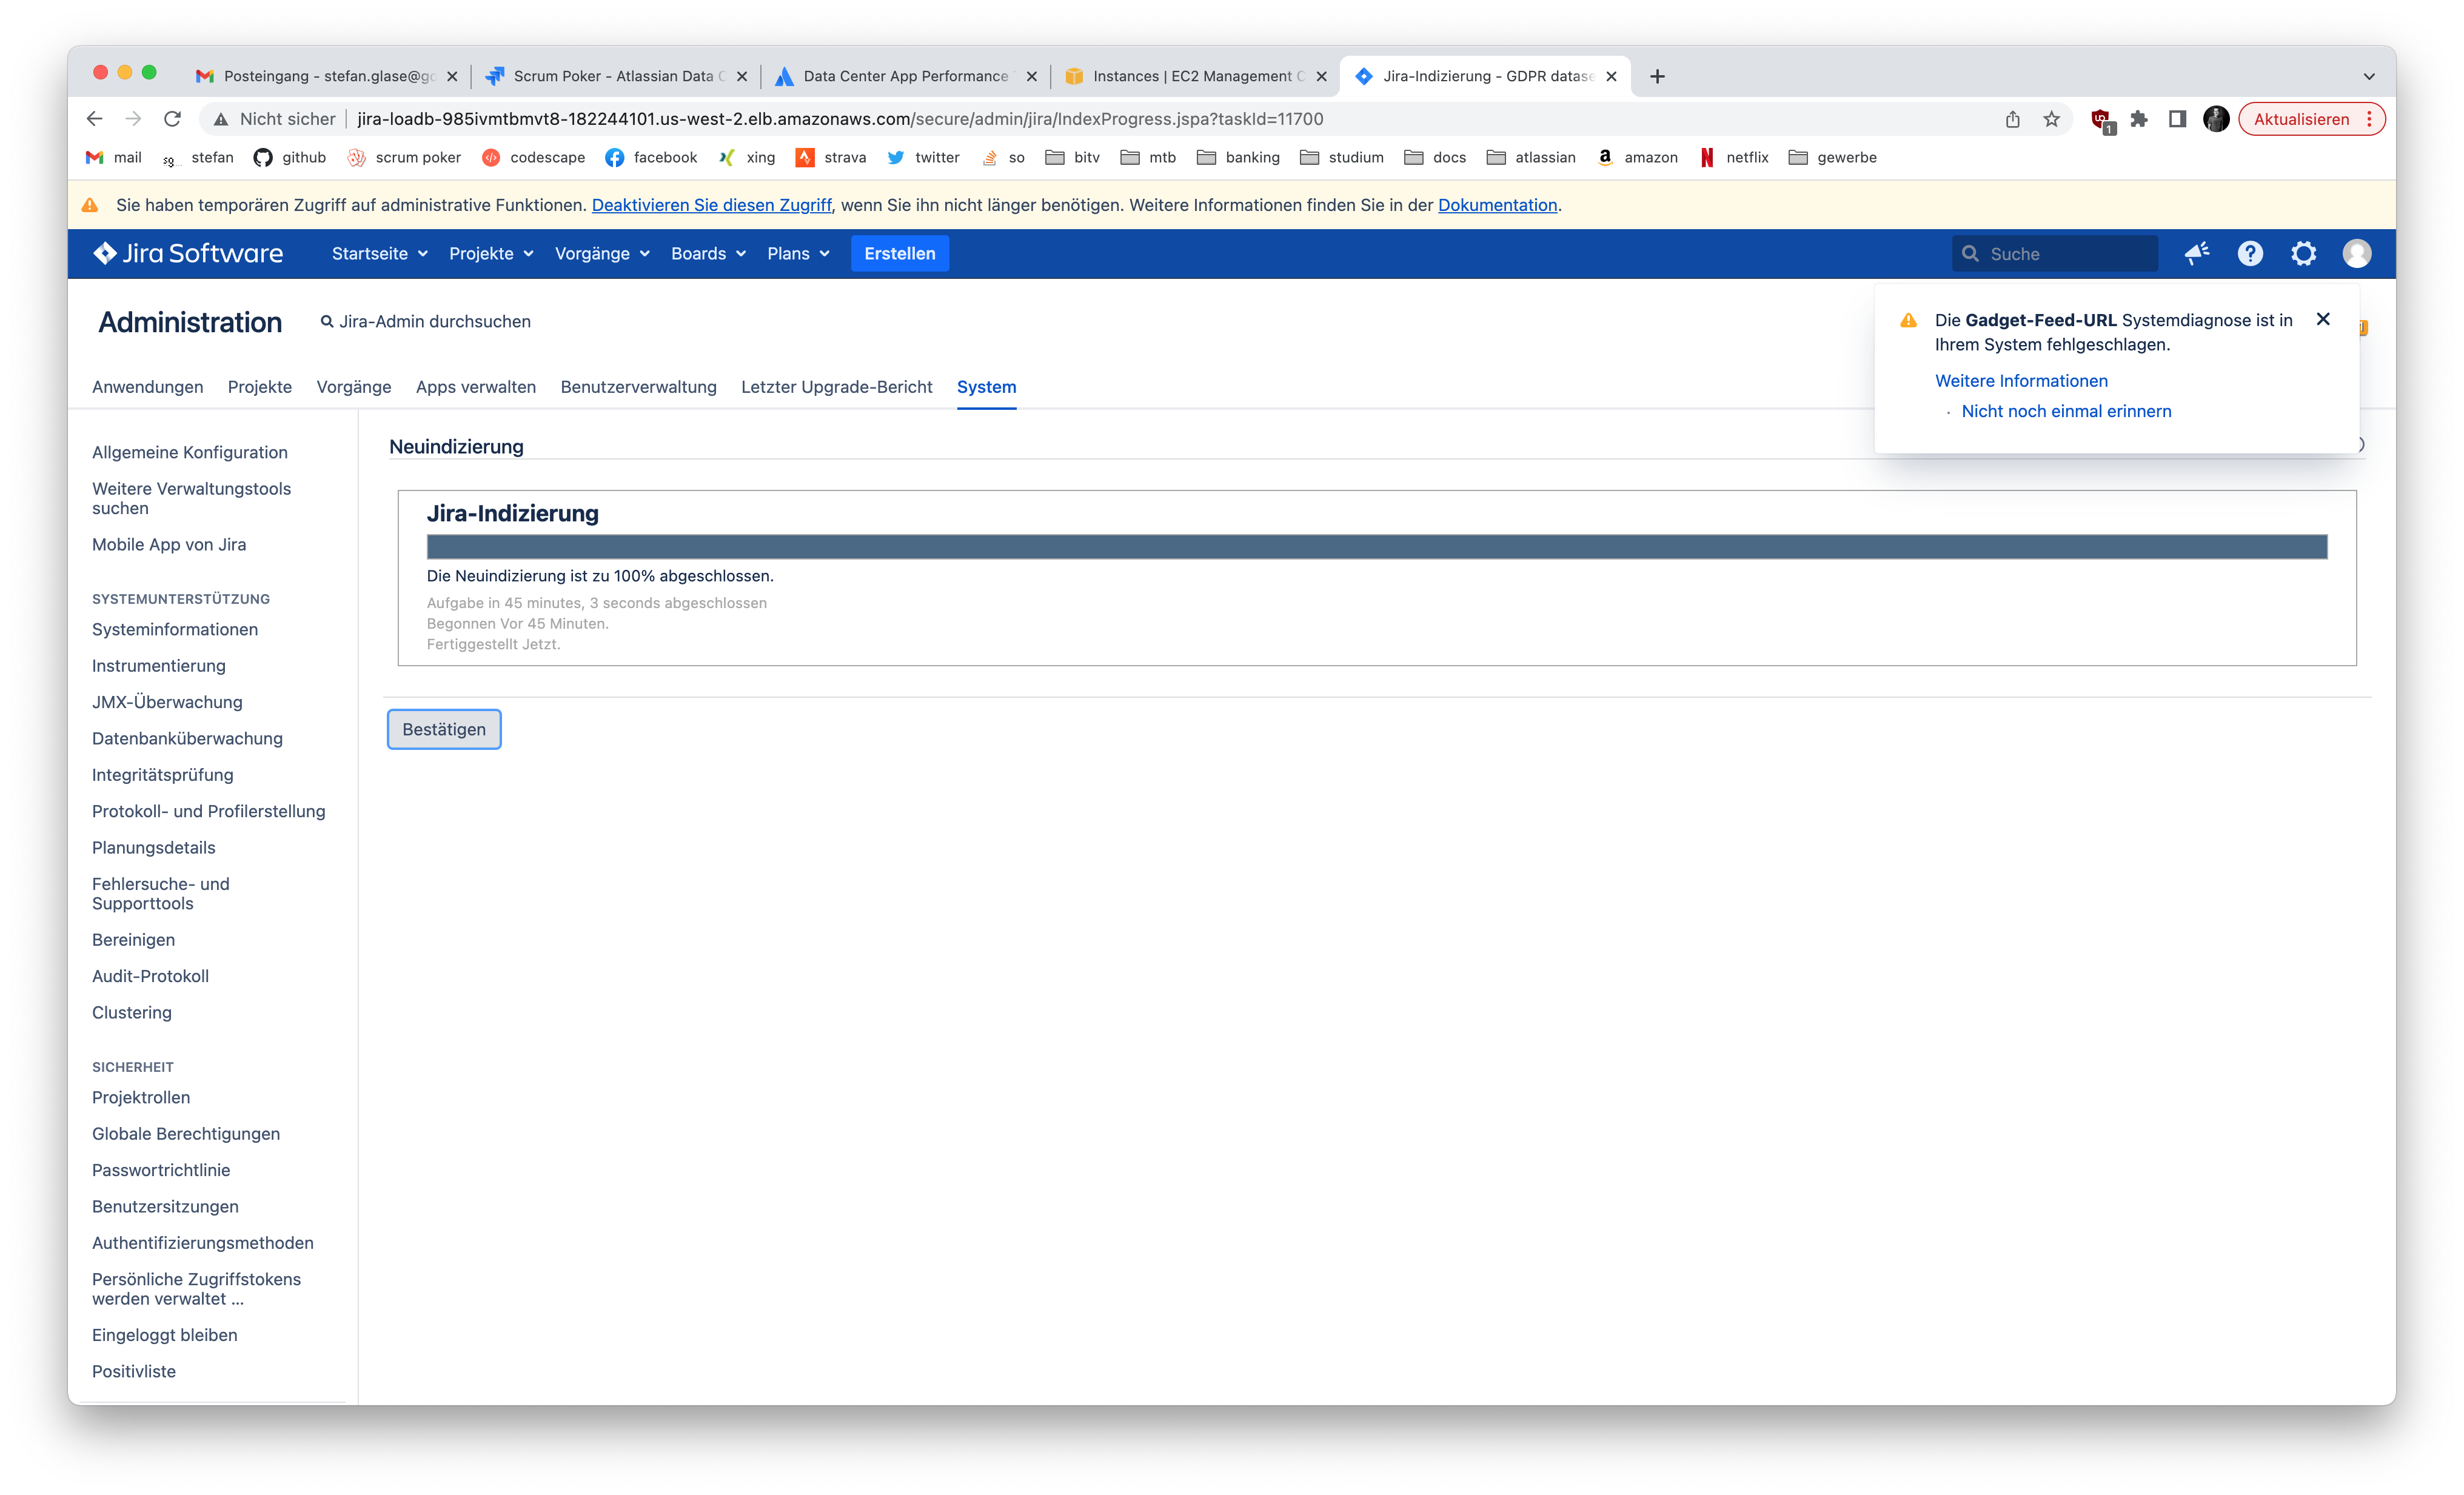 Posteingang - stefan.glase@go
Scrum Poker - Atlassian Data C
Data Center App Performance
Instances | EC2 Management C
Jira-Indizierung - GDPR datase
Nicht sicher
jira-loadb-985ivmtbmvt8-182244101.us-west-2.elb.amazonaws.com/secure/admin/jira/IndexProgress.jspa?taskId=11700
1
Aktualisieren
mail
sg_
stefan
github
scrum poker
codescape
facebook
xing
strava
twitter
so
bitv
mtb
banking
studium
docs
atlassian
amazon
netflix
gewerbe
Sie haben temporären Zugriff auf administrative Funktionen. Deaktivieren Sie diesen Zugriff, wenn Sie ihn nicht länger benötigen. Weitere Informationen finden Sie in der Dokumentation.
Jira Software
Startseite
Projekte
Vorgänge
Boards
Plans
Erstellen
Suche
Administration
Jira-Admin durchsuchen
Die Gadget-Feed-URL Systemdiagnose ist in
Ihrem System fehlgeschlagen.
Weitere Informationen
· Nicht noch einmal erinnern
Anwendungen
Projekte
Vorgänge
Apps verwalten
Benutzerverwaltung
Letzter Upgrade-Bericht
System
Allgemeine Konfiguration
Weitere Verwaltungstools
suchen
Mobile App von Jira
SYSTEMUNTERSTÜTZUNG
Systeminformationen
Instrumentierung
JMX-Überwachung
Datenbanküberwachung
Integritätsprüfung
Protokoll- und Profilerstellung
Planungsdetails
Fehlersuche- und
Supporttools
Bereinigen
Audit-Protokoll
Clustering
SICHERHEIT
Projektrollen
Globale Berechtigungen
Passwortrichtlinie
Benutzersitzungen
Authentifizierungsmethoden
Persönliche Zugriffstokens
werden verwaltet ...
Eingeloggt bleiben
Positivliste
Neuindizierung
Jira-Indizierung
Die Neuindizierung ist zu 100% abgeschlossen.
Aufgabe in 45 minutes, 3 seconds abgeschlossen
Begonnen Vor 45 Minuten.
Fertiggestellt Jetzt.
Bestätigen